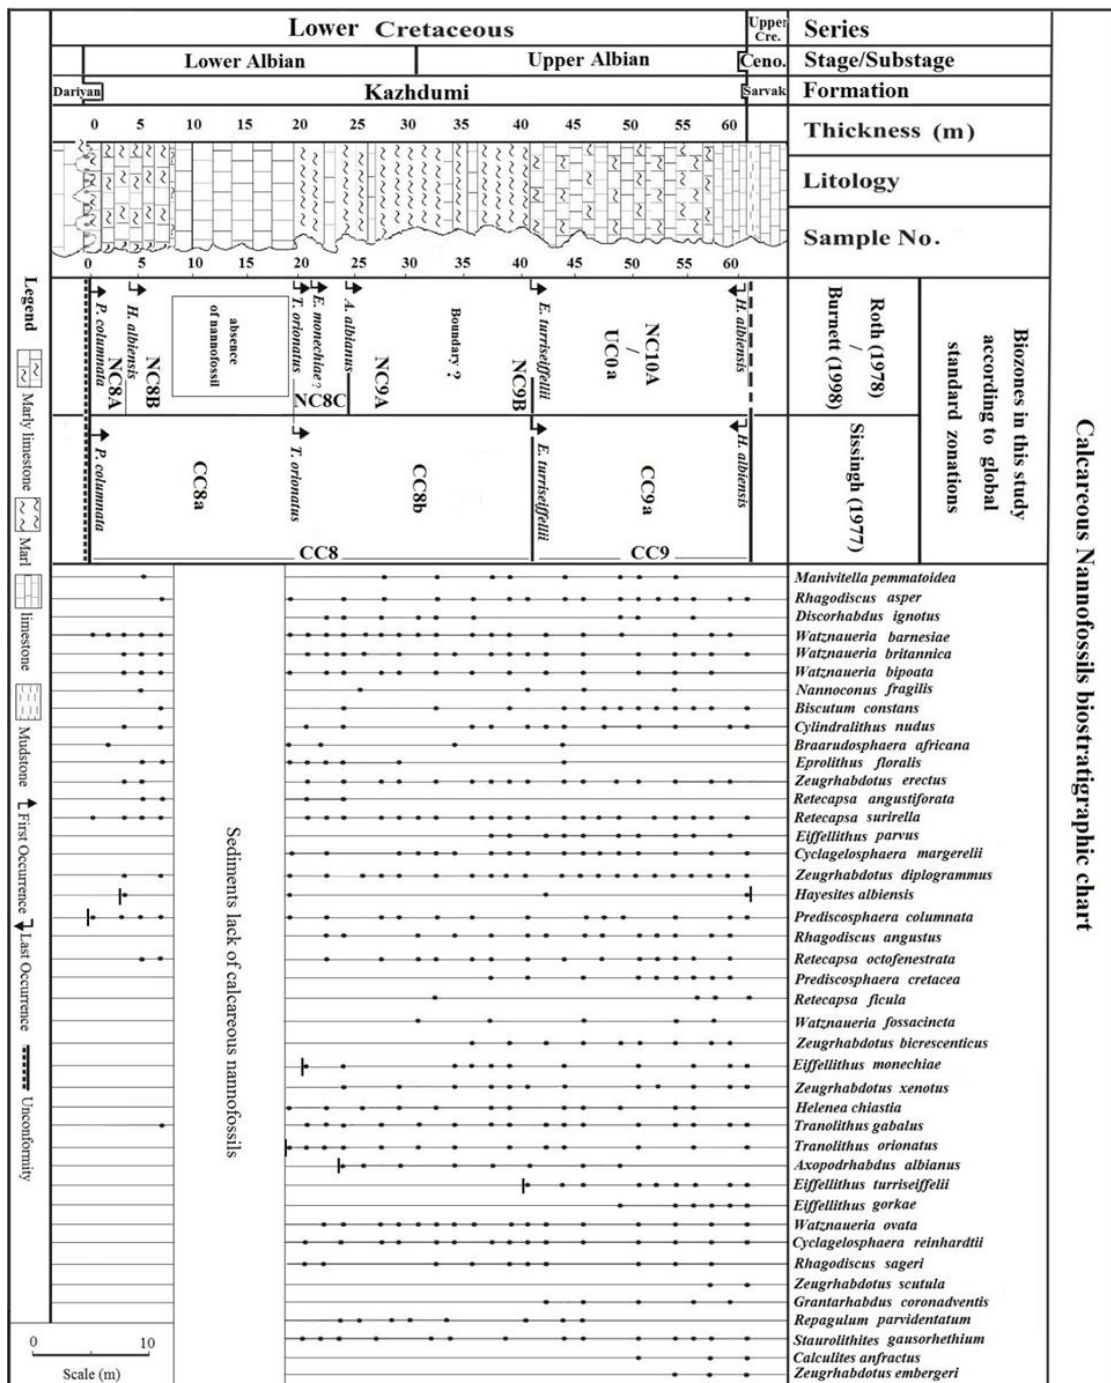 Lower Cretaceous
Upper
Cre.
Series
Lower Albian
Upper Albian
Ceno.
Stage/Substage
Dariyan
Kazhdumi
Sarvak
Formation
0 5 10 15 20 25 30 35 40 45 50 55 60
Thickness (m)
Litology
Sample No.
0 5 20 25 30 35 40 45 50 55 60
P. columnata
NC8A
H. albiensis
NC8B
absence
of nannofossil
T. orionatus
E. monechiae ?
NC8C
A. albianus
NC9A
Boundary ?
NC9B
E. turriseiffellii
NC10A
/
UC0a
H. albiensis
Roth (1978)
/
Burnett (1998)
P. columnata
CC8a
T. orionatus
CC8b
E. turriseiffellii
CC9a
H. albiensis
Sissingh (1977)
CC8
CC9
Biozones in this study
according to global
standard zonations
Calcareous Nannofossils biostratigraphic chart
Manivitella pemmatoidea
Rhagodiscus asper
Discorhabdus ignotus
Watznaueria barnesiae
Watznaueria britannica
Watznaueria bipoata
Nannoconus fragilis
Biscutum constans
Cylindralithus nudus
Braarudosphaera africana
Eprolithus floralis
Zeugrhabdotus erectus
Retecapsa angustiforata
Retecapsa surirella
Eiffellithus parvus
Cyclagelosphaera margerelii
Zeugrhabdotus diplogrammus
Hayesites albiensis
Prediscosphaera columnata
Rhagodiscus angustus
Retecapsa octofenestrata
Prediscosphaera cretacea
Retecapsa ficula
Watznaueria fossacincta
Zeugrhabdotus bicrescenticus
Eiffellithus monechiae
Zeugrhabdotus xenotus
Helenea chiastia
Tranolithus gabalus
Tranolithus orionatus
Axopodrhabdus albianus
Eiffellithus turriseiffelii
Eiffellithus gorkae
Watznaueria ovata
Cyclagelosphaera reinhardtii
Rhagodiscus sageri
Zeugrhabdotus scutula
Grantarhabdus coronadventis
Repagulum parvidentatum
Staurolithites gausorhethium
Calculites anfractus
Zeugrhabdotus embergeri
Sediments lack of calcareous nannofossils
Legend
Marly limestone
Marl
limestone
Mudstone
First Occurrence
Last Occurrence
Unconformity
0 10
Scale (m)